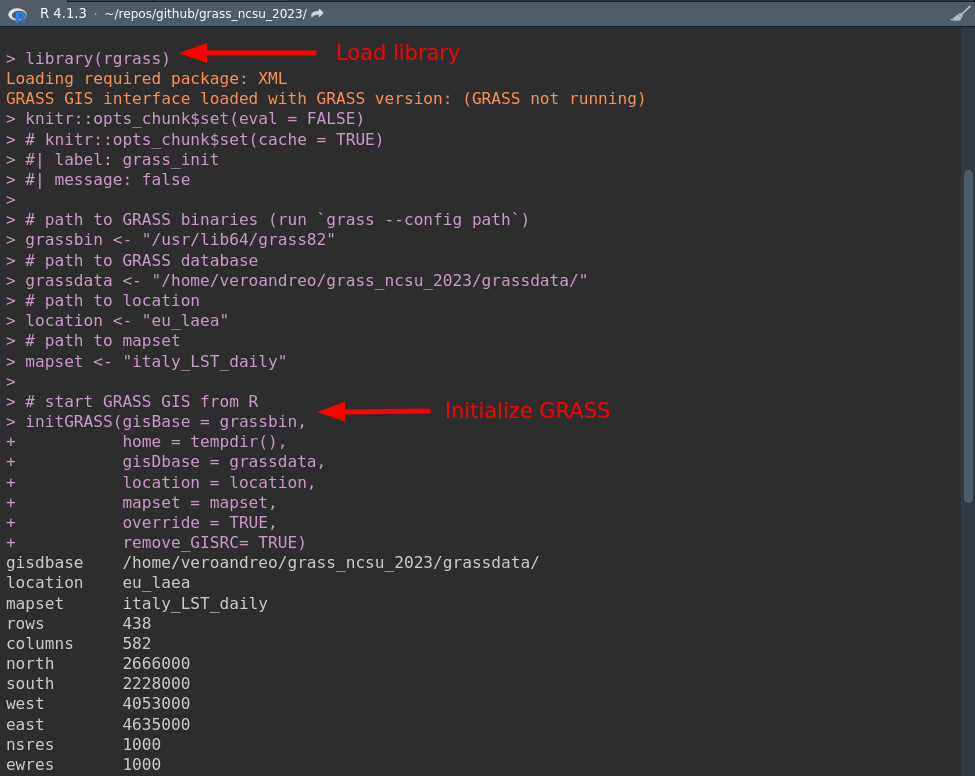 R 4.1.3 · ~/repos/github/grass_ncsu_2023/
> library(rgrass)
Load library
Loading required package: XML
GRASS GIS interface loaded with GRASS version: (GRASS not running)
> knitr::opts_chunk$set(eval = FALSE)
> # knitr::opts_chunk$set(cache = TRUE)
> #| label: grass_init
> #| message: false
>
> # path to GRASS binaries (run `grass --config path`)
> grassbin <- "/usr/lib64/grass82"
> # path to GRASS database
> grassdata <- "/home/veroandreo/grass_ncsu_2023/grassdata/"
> # path to location
> location <- "eu_laea"
> # path to mapset
> mapset <- "italy_LST_daily"
>
> # start GRASS GIS from R
> initGRASS(gisBase = grassbin,
Initialize GRASS
+           home = tempdir(),
+           gisDbase = grassdata,
+           location = location,
+           mapset = mapset,
+           override = TRUE,
+           remove_GISRC= TRUE)
gisdbase    /home/veroandreo/grass_ncsu_2023/grassdata/
location    eu_laea
mapset      italy_LST_daily
rows        438
columns     582
north       2666000
south       2228000
west        4053000
east        4635000
nsres       1000
ewres       1000